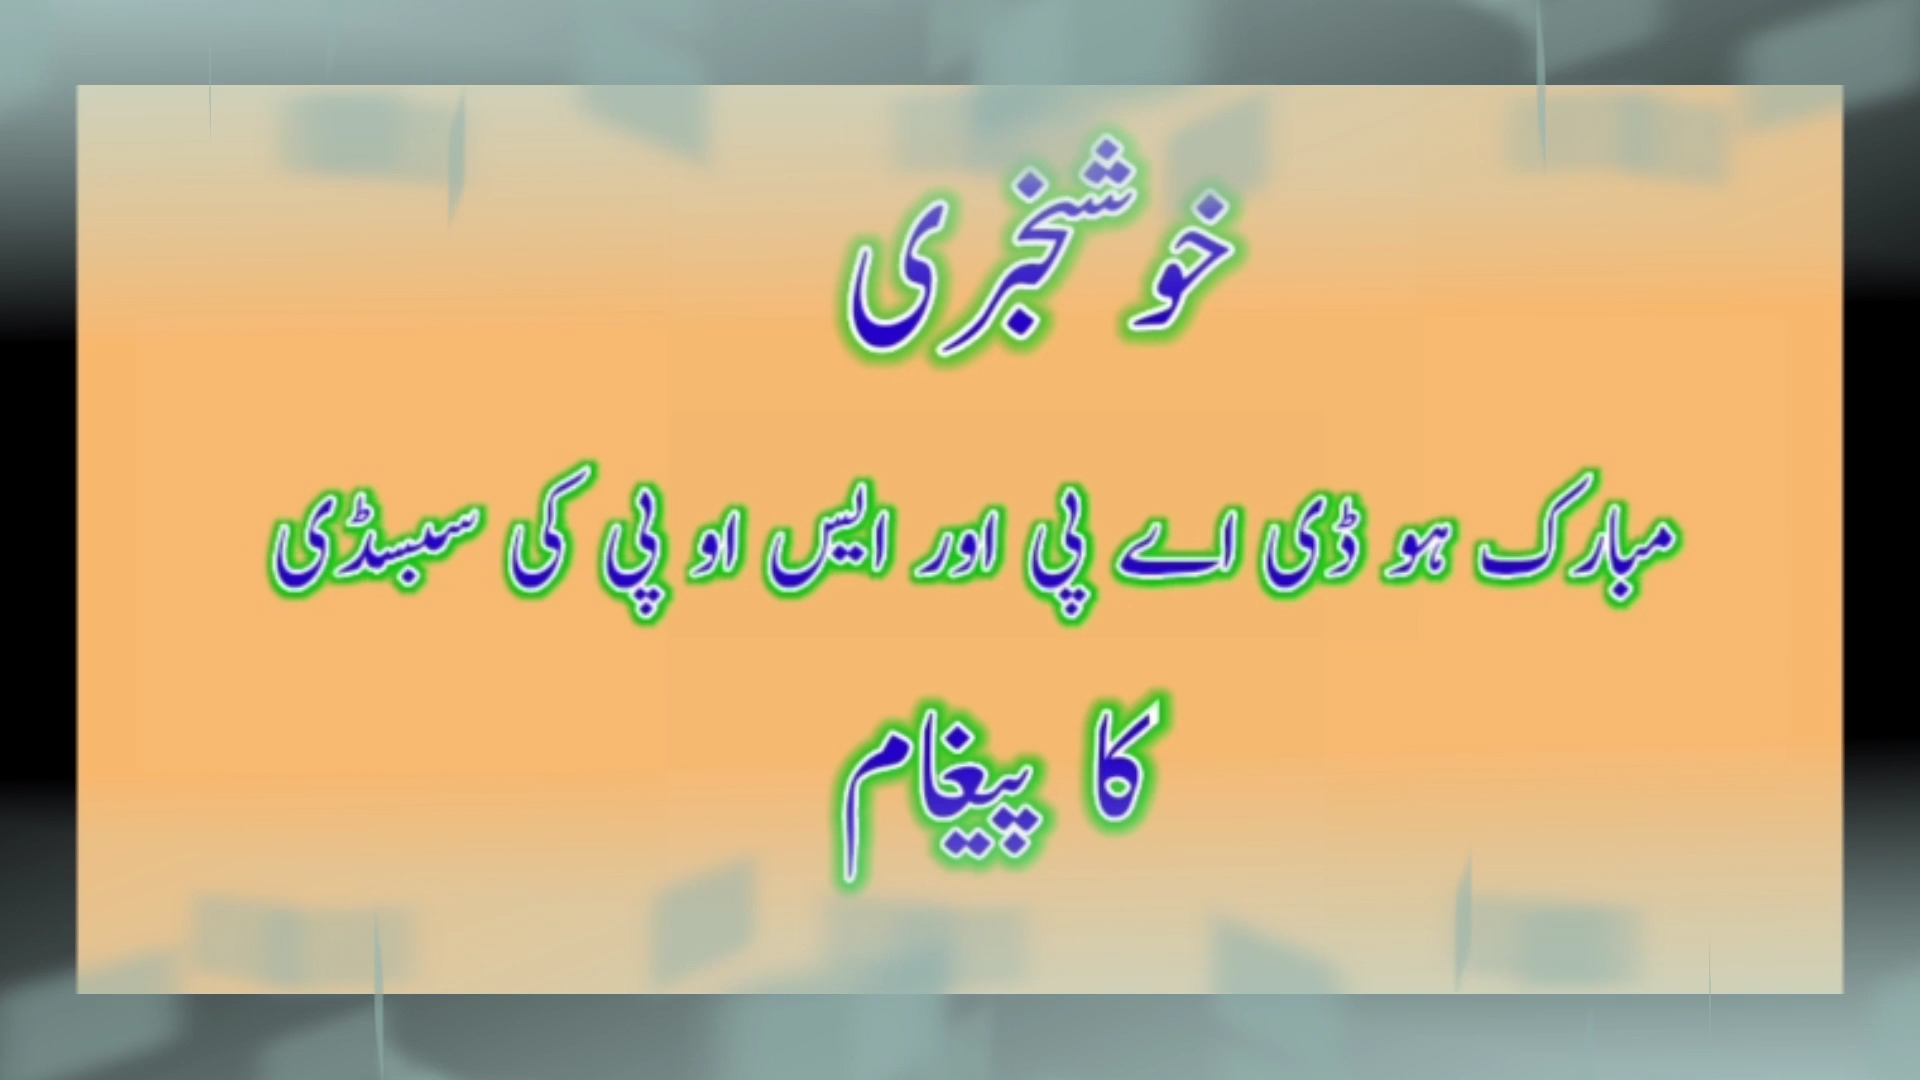 خوشخبری
مبارک ہو ڈی اے پی اور ایس او پی کی سبسڈی
کا پیغام